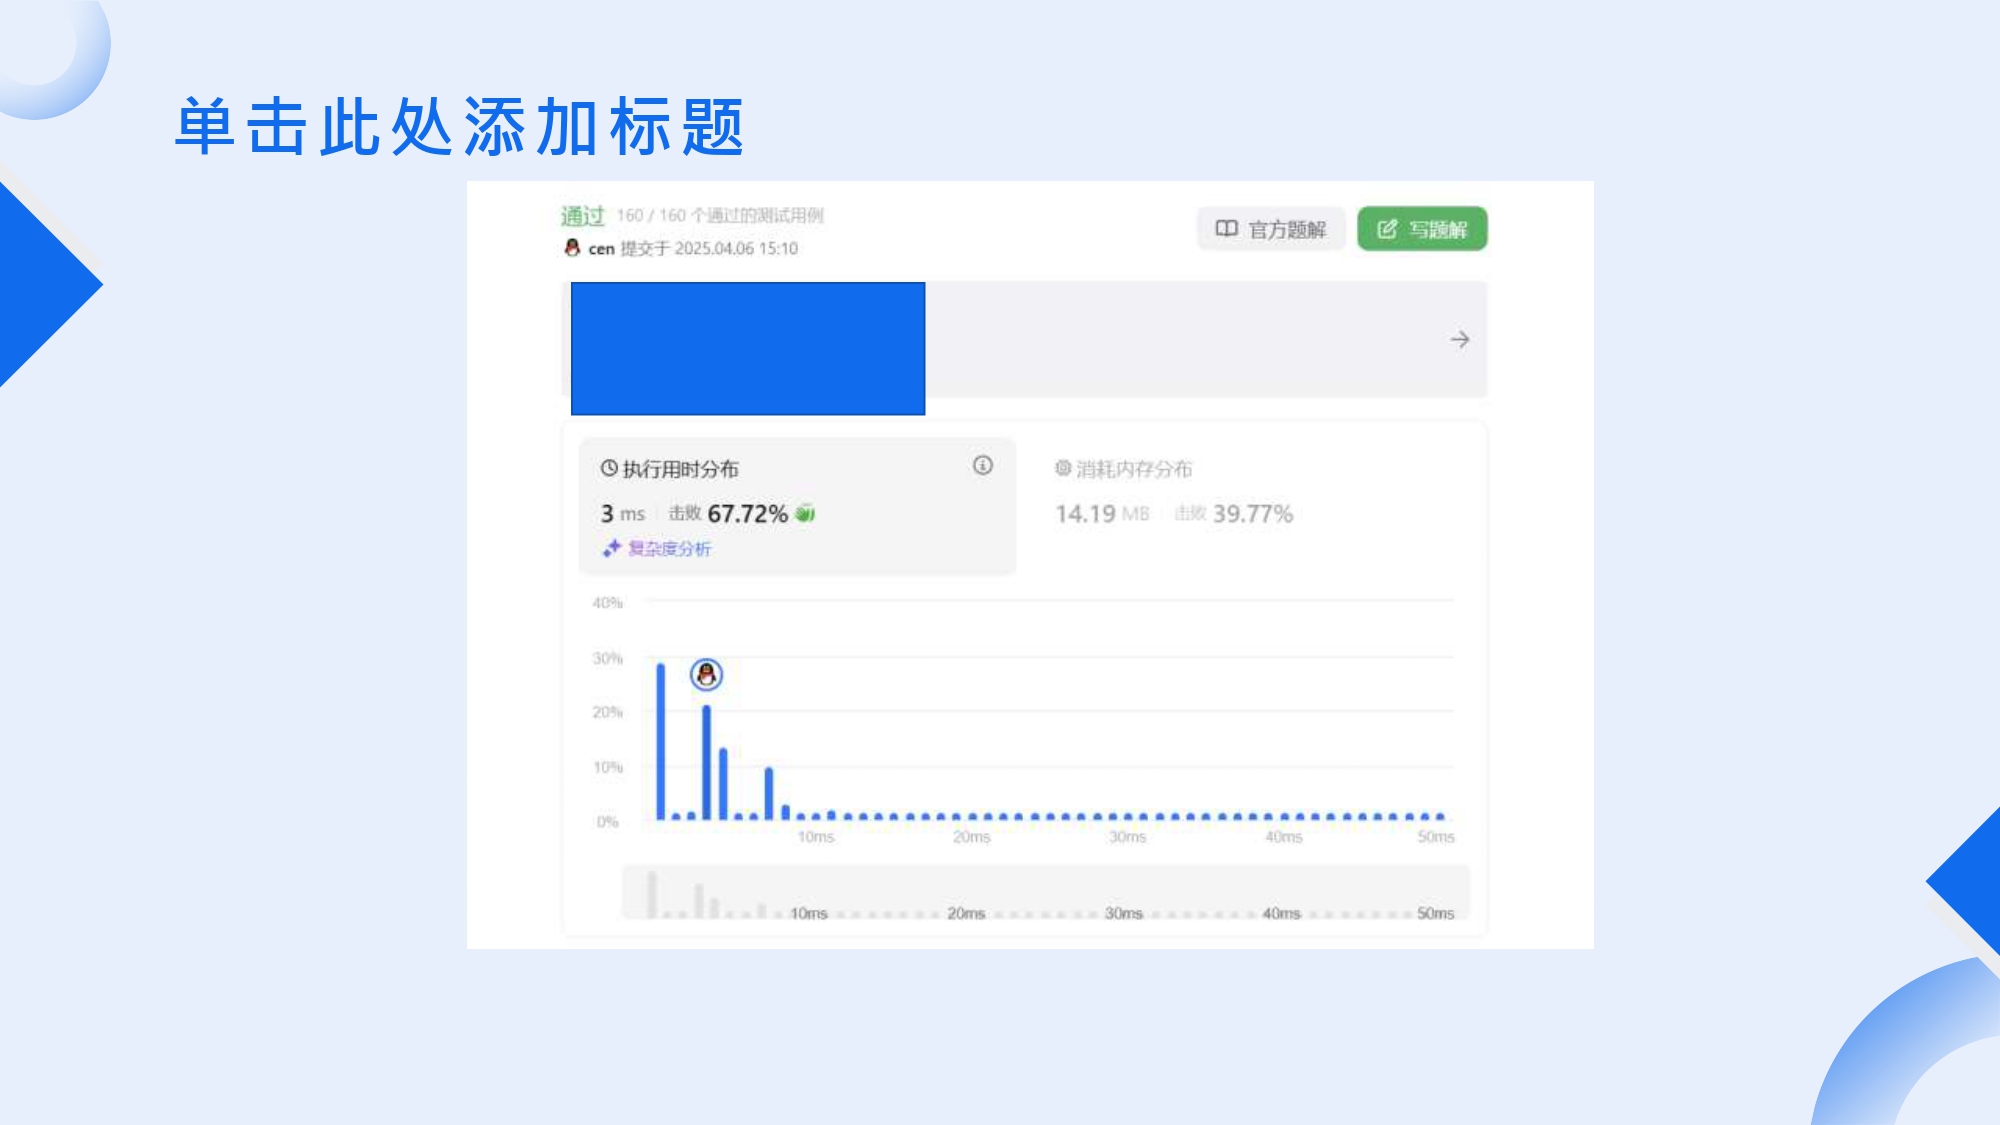 单击此处添加标题
通过 160 / 160 个通过的测试用例
cen 提交于 2025.04.06 15:10
官方题解
写题解
执行用时分布
3 ms 击败 67.72%
复杂度分析
消耗内存分布
14.19 MB 击败 39.77%
40%
30%
20%
10%
0%
10ms 20ms 30ms 40ms 50ms
10ms 20ms 30ms 40ms 50ms